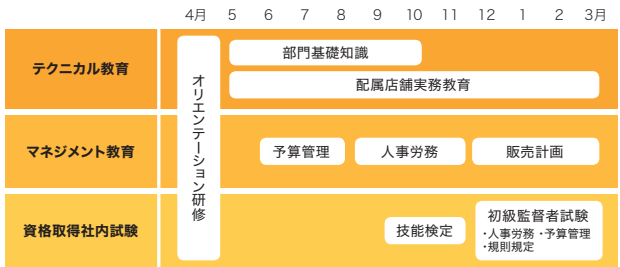 4月 5 6 7 8 9 10 11 12 1 2 3月
テクニカル教育
オリエンテーション研修
部門基礎知識
配属店舗実務教育
マネジメント教育
予算管理 人事労務 販売計画
資格取得社内試験
技能検定
初級監督者試験
・人事労務 ・予算管理
・規則規定